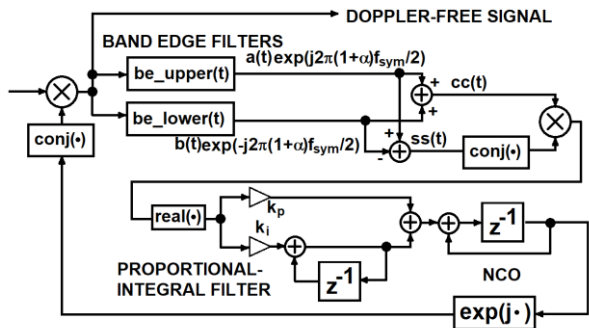 DOPPLER-FREE SIGNAL
BAND EDGE FILTERS
a(t)exp(j2π(1+α)f_sym/2)
be_upper(t)
+
cc(t)
+
be_lower(t)
+
ss(t)
-
conj(•)
conj(•)
b(t)exp(-j2π(1+α)f_sym/2)
real(•)
k_p
k_i
z^-1
z^-1
PROPORTIONAL-
INTEGRAL FILTER
NCO
exp(j•)